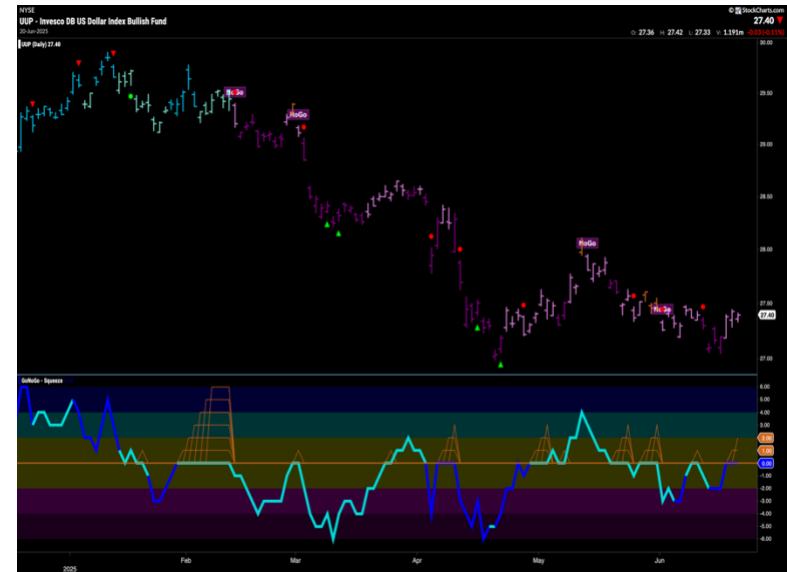 NYSE © StockCharts.com
UUP - Invesco DB US Dollar Index Bullish Fund 27.40
20-Jun-2025 O: 27.36 H: 27.42 L: 27.33 V: 1.191m -0.03 (-0.11%)
UUP (Daily) 27.40
30.00
NoGo
29.50
NoGo
29.00
28.50
NoGo
28.00
27.50
NoGo
27.40
27.00
GoNoGo - Squeeze
6.00
5.00
4.00
3.00
2.00
1.00
0.00
-1.00
-2.00
-3.00
-4.00
-5.00
-6.00
Feb Mar Apr May Jun
2025